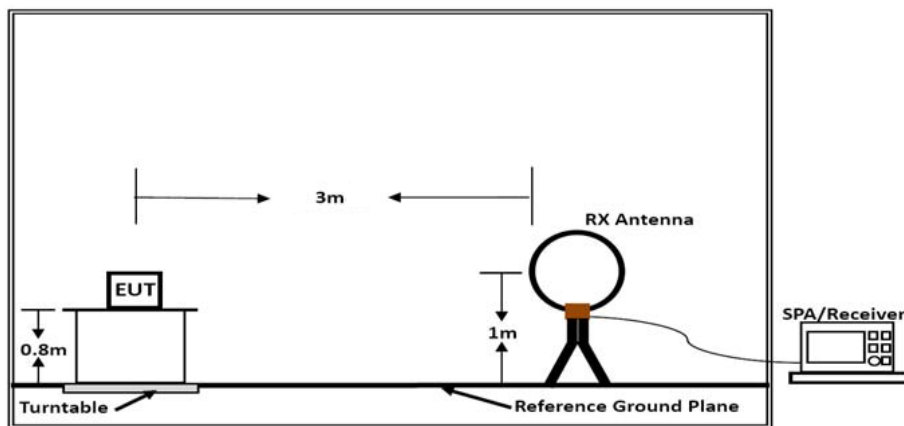 3m
RX Antenna
EUT
SPA/Receiver
0.8m
1m
Turntable
Reference Ground Plane